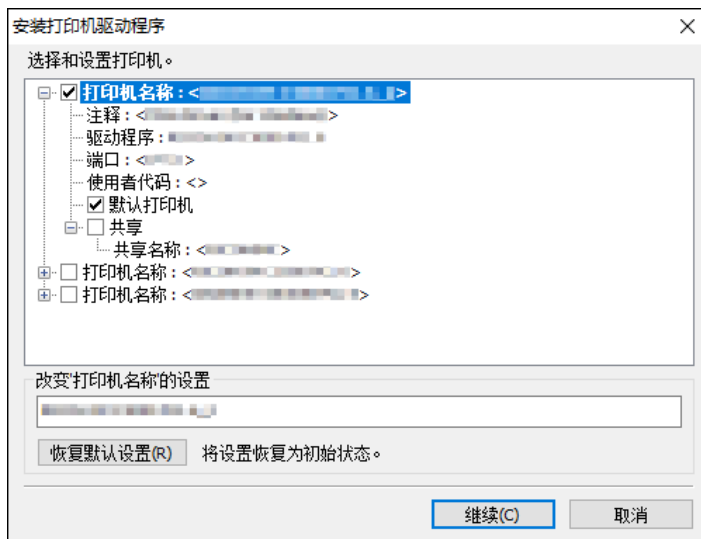 安装打印机驱动程序
选择和设置打印机。
打印机名称:< >
注释:< >
驱动程序:
端口:< >
使用者代码:<>
默认打印机
共享
共享名称:< >
打印机名称:< >
打印机名称:< >
改变'打印机名称'的设置
恢复默认设置(R) 将设置恢复为初始状态。
继续(C) 取消